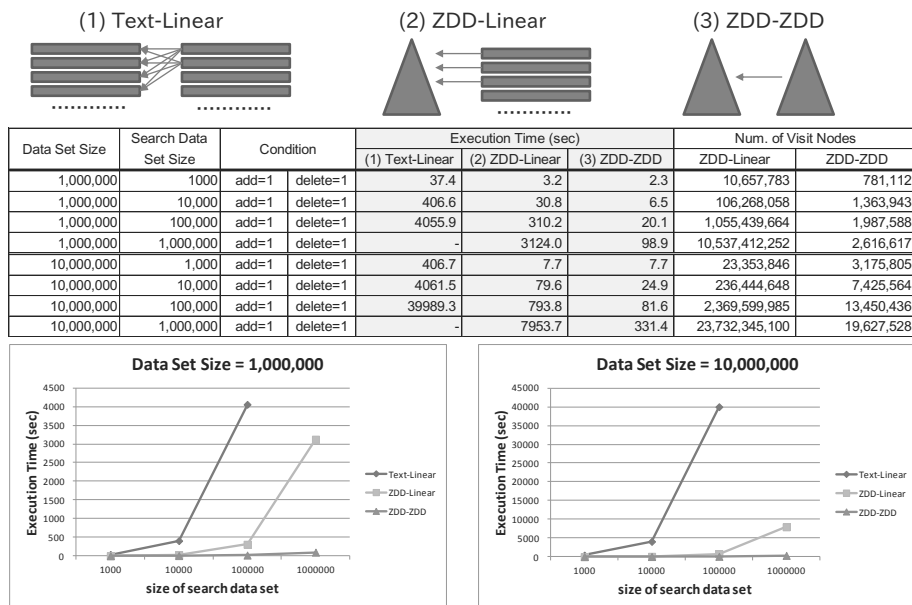 (1) Text-Linear (2) ZDD-Linear (3) ZDD-ZDD
............ ............ ............
Data Set Size Search Data Set Size Condition Execution Time (sec) Num. of Visit Nodes
(1) Text-Linear (2) ZDD-Linear (3) ZDD-ZDD ZDD-Linear ZDD-ZDD
1,000,000 1000 add=1 delete=1 37.4 3.2 2.3 10,657,783 781,112
1,000,000 10,000 add=1 delete=1 406.6 30.8 6.5 106,268,058 1,363,943
1,000,000 100,000 add=1 delete=1 4055.9 310.2 20.1 1,055,439,664 1,987,588
1,000,000 1,000,000 add=1 delete=1 - 3124.0 98.9 10,537,412,252 2,616,617
10,000,000 1,000 add=1 delete=1 406.7 7.7 7.7 23,353,846 3,175,805
10,000,000 10,000 add=1 delete=1 4061.5 79.6 24.9 236,444,648 7,425,564
10,000,000 100,000 add=1 delete=1 39989.3 793.8 81.6 2,369,599,985 13,450,436
10,000,000 1,000,000 add=1 delete=1 - 7953.7 331.4 23,732,345,100 19,627,528
Data Set Size = 1,000,000
Execution Time (sec)
4500
4000
3500
3000
2500
2000
1500
1000
500
0
1000 10000 100000 1000000
size of search data set
Text-Linear
ZDD-Linear
ZDD-ZDD
Data Set Size = 10,000,000
Execution Time (sec)
45000
40000
35000
30000
25000
20000
15000
10000
5000
0
1000 10000 100000 1000000
size of search data set
Text-Linear
ZDD-Linear
ZDD-ZDD